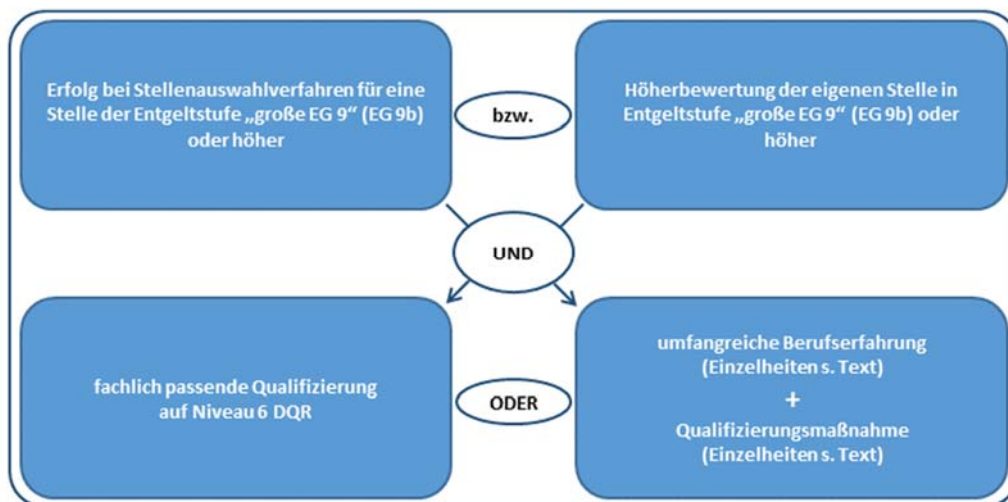 Erfolg bei Stellenauswahlverfahren für eine
Stelle der Entgeltstufe „große EG 9“ (EG 9b)
oder höher
bzw.
Höherbewertung der eigenen Stelle in
Entgeltstufe „große EG 9“ (EG 9b) oder
höher
UND
fachlich passende Qualifizierung
auf Niveau 6 DQR
ODER
umfangreiche Berufserfahrung
(Einzelheiten s. Text)
+
Qualifizierungsmaßnahme
(Einzelheiten s. Text)